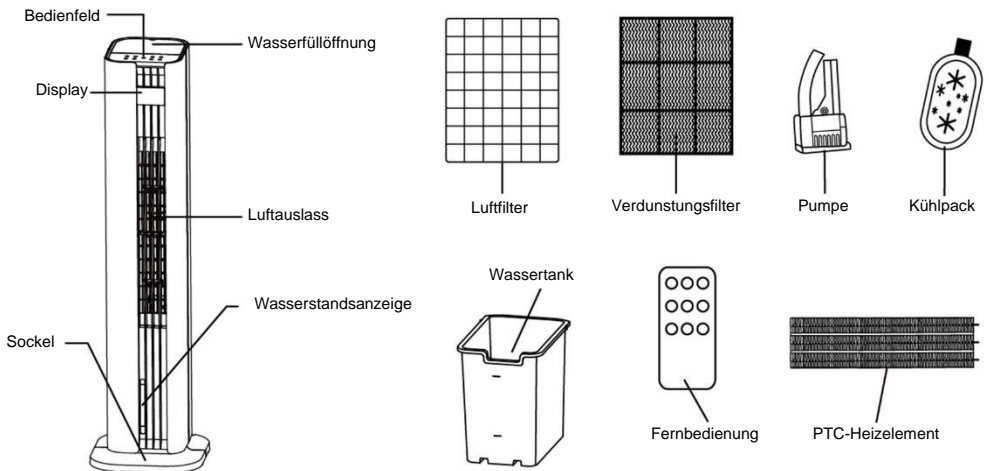 Bedienfeld
Wasserfüllöffnung
Display
Luftauslass
Wasserstandsanzeige
Sockel
Luftfilter
Verdunstungsfilter
Pumpe
Kühlpack
Wassertank
Fernbedienung
PTC-Heizelement